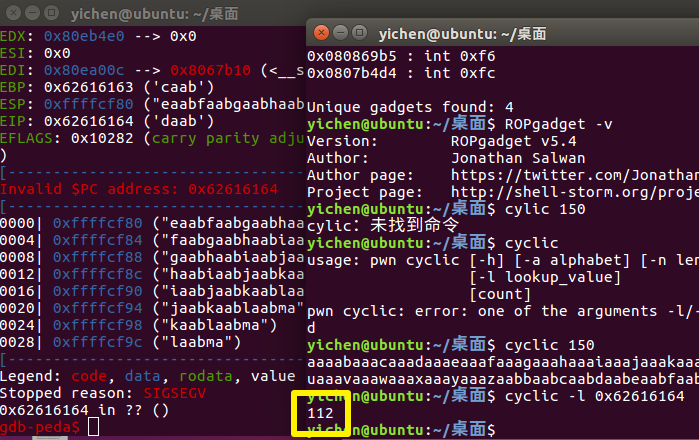 yichen@ubuntu: ~/桌面
EDX: 0x80eb4e0 --> 0x0
ESI: 0x0
EDI: 0x80ea00c --> 0x8067b10 (<__s
EBP: 0x62616163 ('caab')
ESP: 0xffffcf80 ("eaabfaabgaabhaab
EIP: 0x62616164 ('daab')
EFLAGS: 0x10282 (carry parity adju
)
[----------------------------------
Invalid $PC address: 0x62616164
[----------------------------------
0000| 0xffffcf80 ("eaabfaabgaabhaa
0004| 0xffffcf84 ("faabgaabhaabiaa
0008| 0xffffcf88 ("gaabhaabiaabjaa
0012| 0xffffcf8c ("haabiaabjaabkaa
0016| 0xffffcf90 ("iaabjaabkaablaa
0020| 0xffffcf94 ("jaabkaablaabma"
0024| 0xffffcf98 ("kaablaabma")
0028| 0xffffcf9c ("laabma")
[----------------------------------
Legend: code, data, rodata, value
Stopped reason: SIGSEGV
0x62616164 in ?? ()
gdb-peda$
yichen@ubuntu: ~/桌面
0x080869b5 : int 0xf6
0x0807b4d4 : int 0xfc
Unique gadgets found: 4
yichen@ubuntu:~/桌面$ ROPgadget -v
Version:        ROPgadget v5.4
Author:         Jonathan Salwan
Author page:    https://twitter.com/Jonathan
Project page:   http://shell-storm.org/proje
yichen@ubuntu:~/桌面$ cylic 150
cylic：未找到命令
yichen@ubuntu:~/桌面$ cyclic
usage: pwn cyclic [-h] [-a alphabet] [-n len
[-l lookup_value]
[count]
pwn cyclic: error: one of the arguments -l/-
d
yichen@ubuntu:~/桌面$ cyclic 150
aaaabaaacaaadaaaeaaafaaagaaahaaaiaaajaaakaaa
uaaavaaawaaaxaaayaaazaabbaabcaabdaabeaabfaab
yichen@ubuntu:~/桌面$ cyclic -l 0x62616164
112
yichen@ubuntu:~/桌面$